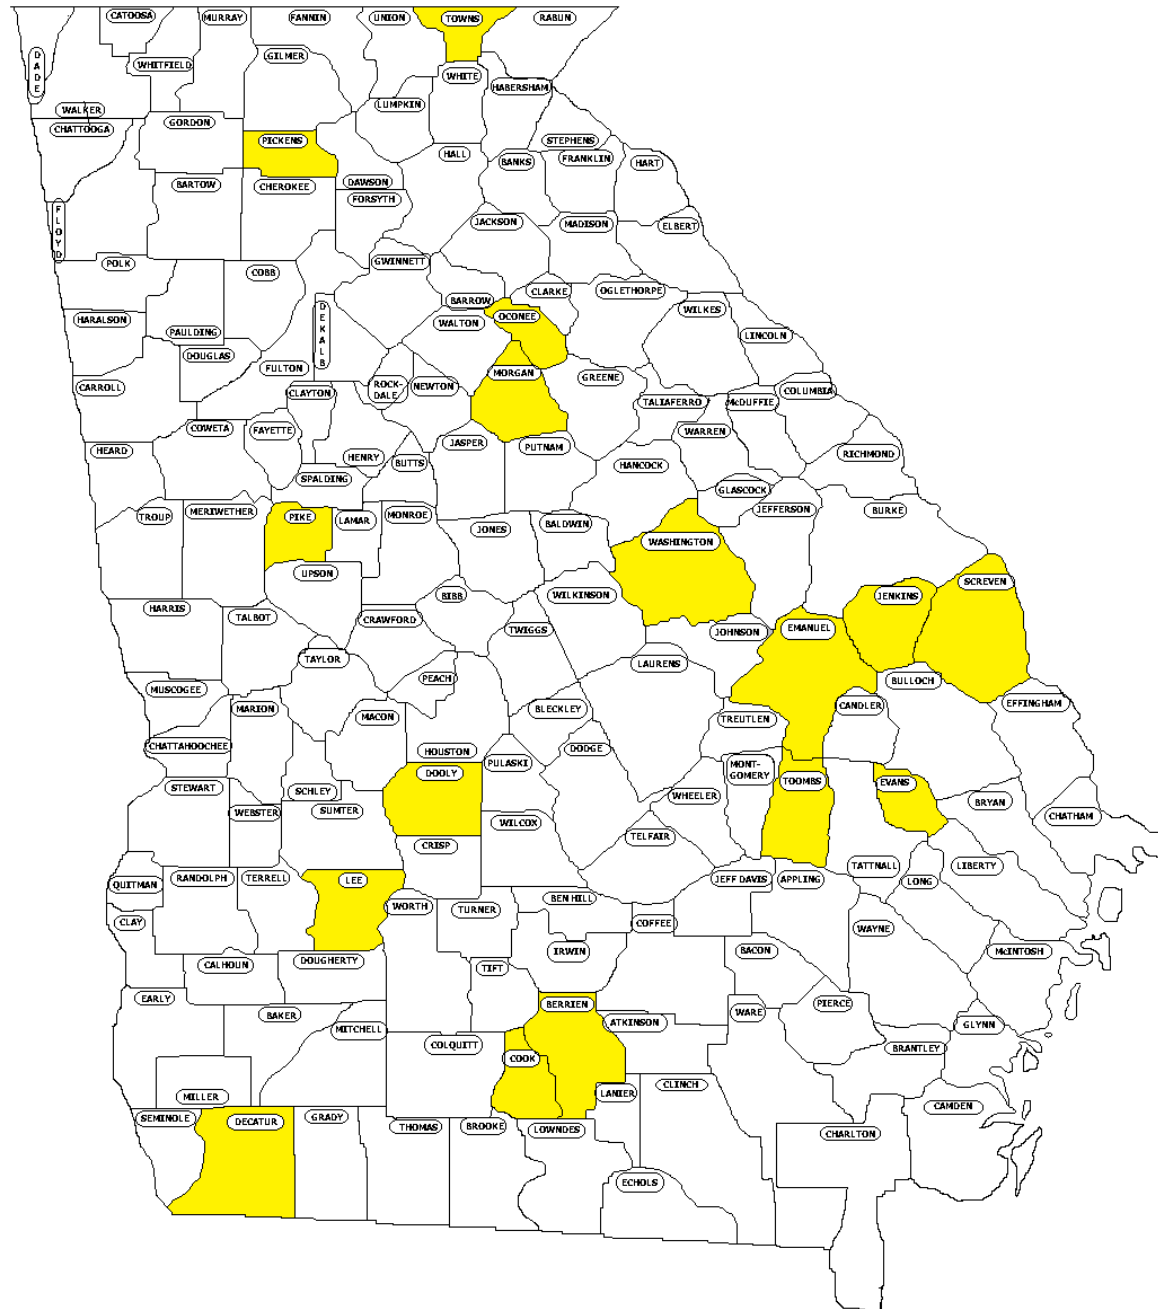 CATOOSA
MURRAY
FANNIN
UNION
TOWNS
RABUN
DADE
WHITFIELD
GILMER
WHITE
HABERSHAM
WALKER
LUMPKIN
CHATTOOGA
GORDON
PICKENS
STEPHENS
HALL
BANKS
FRANKLIN
HART
BARTOW
CHEROKEE
DAWSON
FORSYTH
FLOYD
JACKSON
MADISON
ELBERT
POLK
COBB
GWINNETT
CLARKE
OGLETHORPE
BARROW
DEKALB
HARALSON
PAULDING
WALTON
OCONEE
WILKES
LINCOLN
DOUGLAS
FULTON
CARROLL
CLAYTON
ROCK-
DALE
NEWTON
MORGAN
GREENE
TALIAFERRO
McDUFFIE
COLUMBIA
COWETA
FAYETTE
WARREN
HEARD
HENRY
BUTTS
JASPER
PUTNAM
RICHMOND
SPALDING
HANCOCK
GLASCOCK
TROUP
MERIWETHER
PIKE
LAMAR
MONROE
JONES
BALDWIN
JEFFERSON
BURKE
WASHINGTON
UPSON
SCREVEN
HARRIS
TALBOT
CRAWFORD
BIBB
WILKINSON
JENKINS
TWIGGS
JOHNSON
EMANUEL
TAYLOR
LAURENS
MUSCOGEE
PEACH
BULLOCH
MARION
MACON
BLECKLEY
TREUTLEN
CANDLER
EFFINGHAM
CHATTAHOOCHEE
HOUSTON
PULASKI
DODGE
MONT-
GOMERY
STEWART
SCHLEY
DOOLY
TOOMBS
EVANS
WEBSTER
SUMTER
WHEELER
BRYAN
CHATHAM
WILCOX
TELFAIR
CRISP
QUITMAN
RANDOLPH
TERRELL
LEE
JEFF DAVIS
APPLING
TATTNALL
LONG
LIBERTY
CLAY
WORTH
TURNER
BEN HILL
COFFEE
WAYNE
CALHOUN
DOUGHERTY
TIFT
IRWIN
BACON
McINTOSH
EARLY
BAKER
MITCHELL
BERRIEN
ATKINSON
WARE
PIERCE
GLYNN
COLQUITT
COOK
BRANTLEY
MILLER
LANIER
CLINCH
SEMINOLE
DECATUR
GRADY
THOMAS
BROOKE
LOWNDES
CHARLTON
CAMDEN
ECHOLS